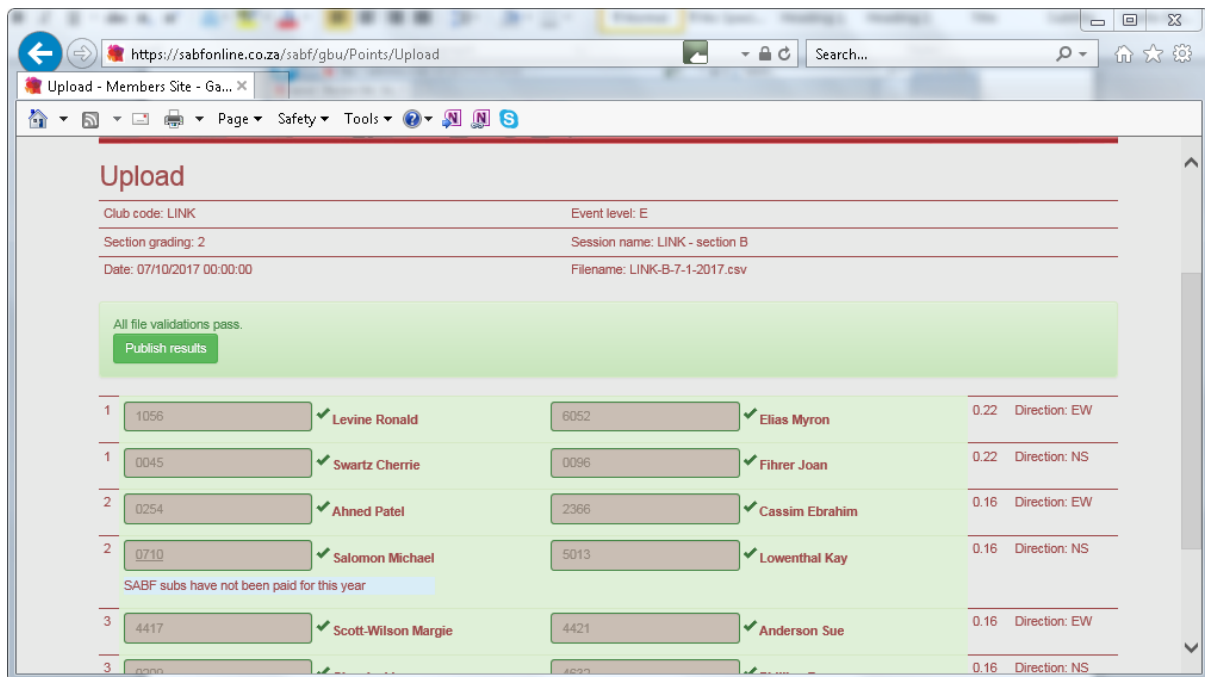 https://sabfonline.co.za/sabf/gbu/Points/Upload
Search...
Upload - Members Site - Ga...
Page Safety Tools
Upload
Club code: LINK Event level: E
Section grading: 2 Session name: LINK - section B
Date: 07/10/2017 00:00:00 Filename: LINK-B-7-1-2017.csv
All file validations pass.
Publish results
1 1056 Levine Ronald 6052 Elias Myron 0.22 Direction: EW
1 0045 Swartz Cherrie 0096 Fihrer Joan 0.22 Direction: NS
2 0254 Ahned Patel 2366 Cassim Ebrahim 0.16 Direction: EW
2 0710 Salomon Michael 5013 Lowenthal Kay 0.16 Direction: NS
SABF subs have not been paid for this year
3 4417 Scott-Wilson Margie 4421 Anderson Sue 0.16 Direction: EW
3 0.16 Direction: NS